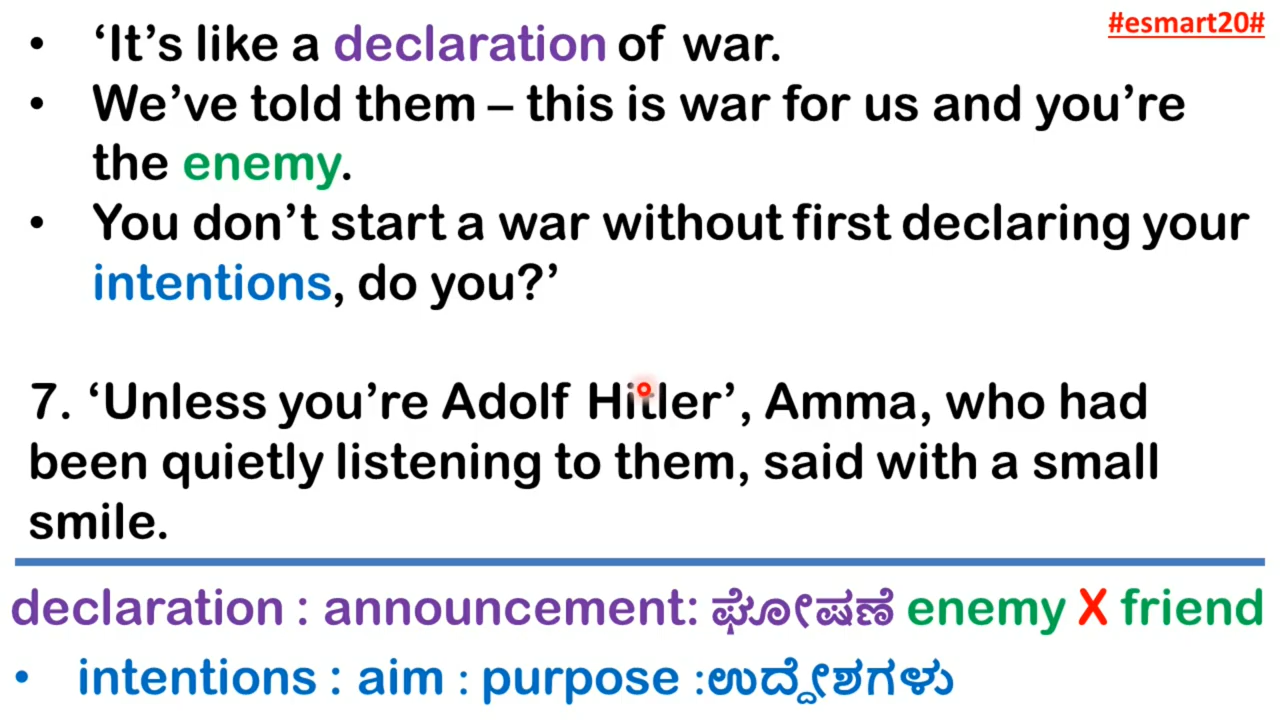 #esmart20#
• ‘It’s like a declaration of war.
• We’ve told them – this is war for us and you’re
the enemy.
• You don’t start a war without first declaring your
intentions, do you?’
7. ‘Unless you’re Adolf Hitler’, Amma, who had
been quietly listening to them, said with a small
smile.
declaration : announcement: ಘೋಷಣೆ enemy X friend
• intentions : aim : purpose :ಉದ್ದೇಶಗಳು